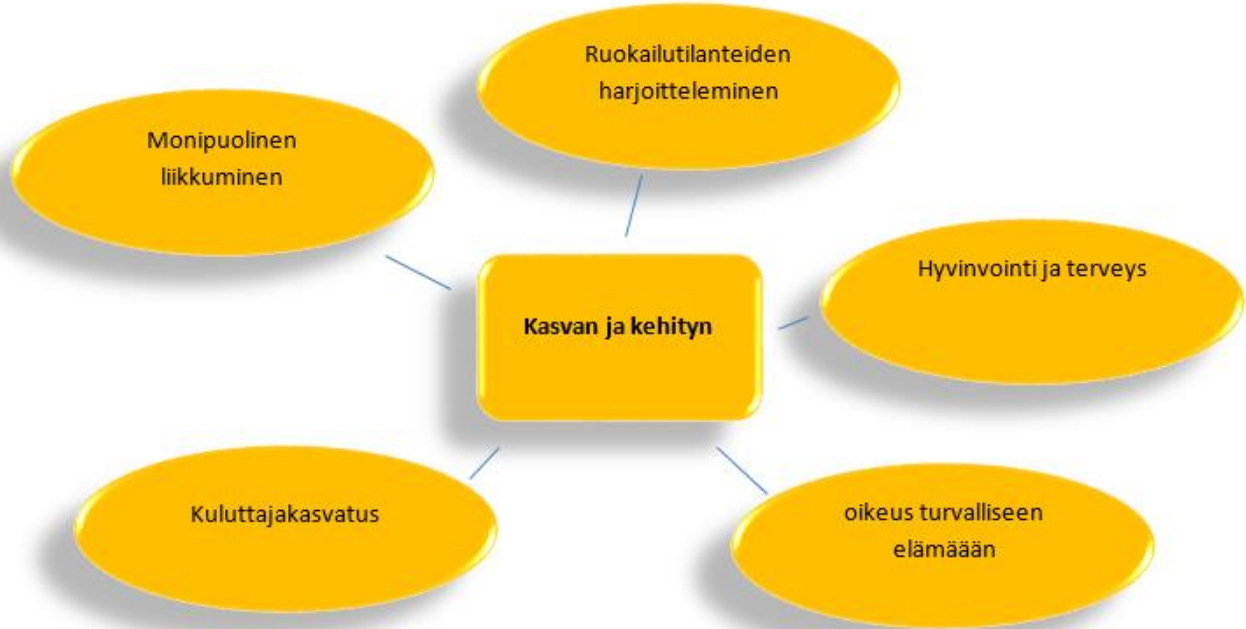 Ruokailutilanteiden
harjoitteleminen
Monipuolinen
liikkuminen
Hyvinvointi ja terveys
Kasvan ja kehityn
Kuluttajakasvatus
oikeus turvalliseen
elämäään